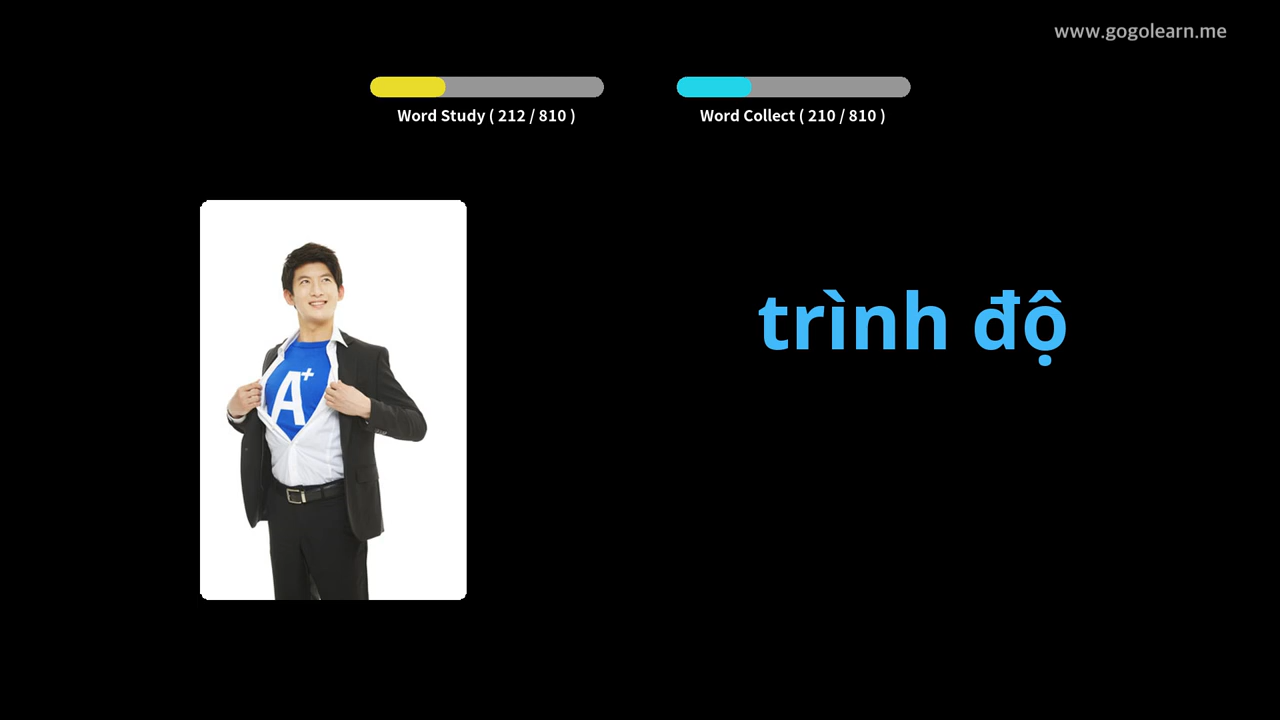 www.gogolearn.me
Word Study ( 212 / 810 )
Word Collect ( 210 / 810 )
A+
trình độ